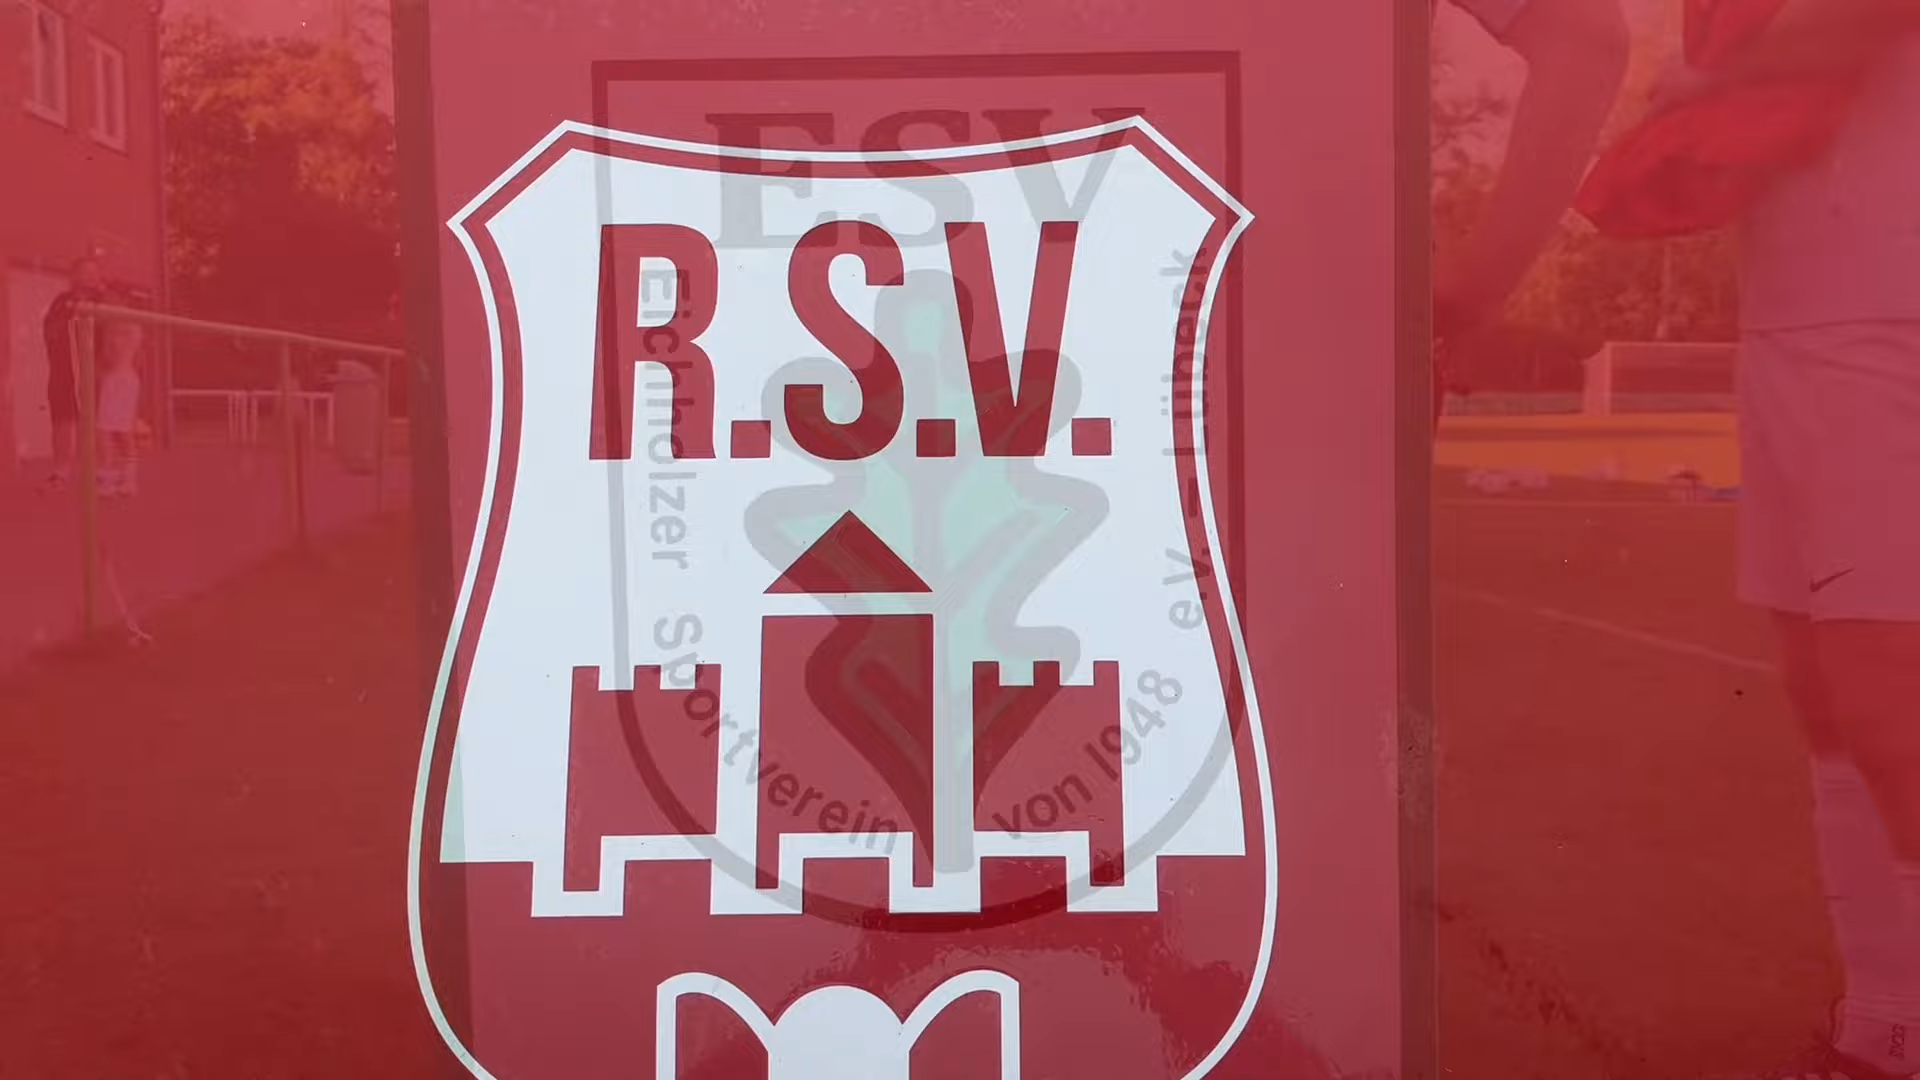 ESV
R.S.V.
Eichholzer Sportverein von 1948 e.V. – Lübeck